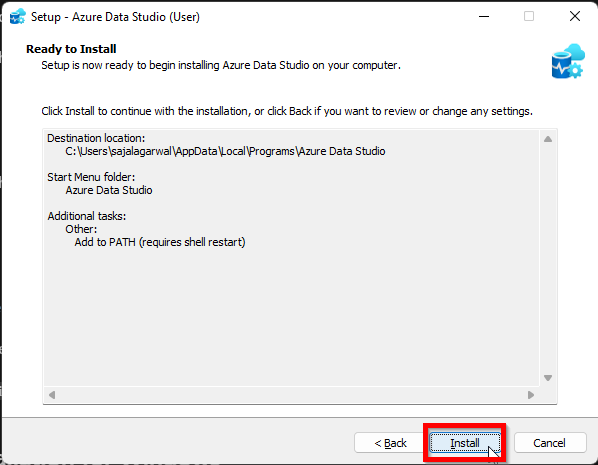 Setup - Azure Data Studio (User)
Ready to Install
Setup is now ready to begin installing Azure Data Studio on your computer.
Click Install to continue with the installation, or click Back if you want to review or change any settings.
Destination location:
C:\Users\sajalagarwal\AppData\Local\Programs\Azure Data Studio
Start Menu folder:
Azure Data Studio
Additional tasks:
Other:
Add to PATH (requires shell restart)
< Back
Install
Cancel